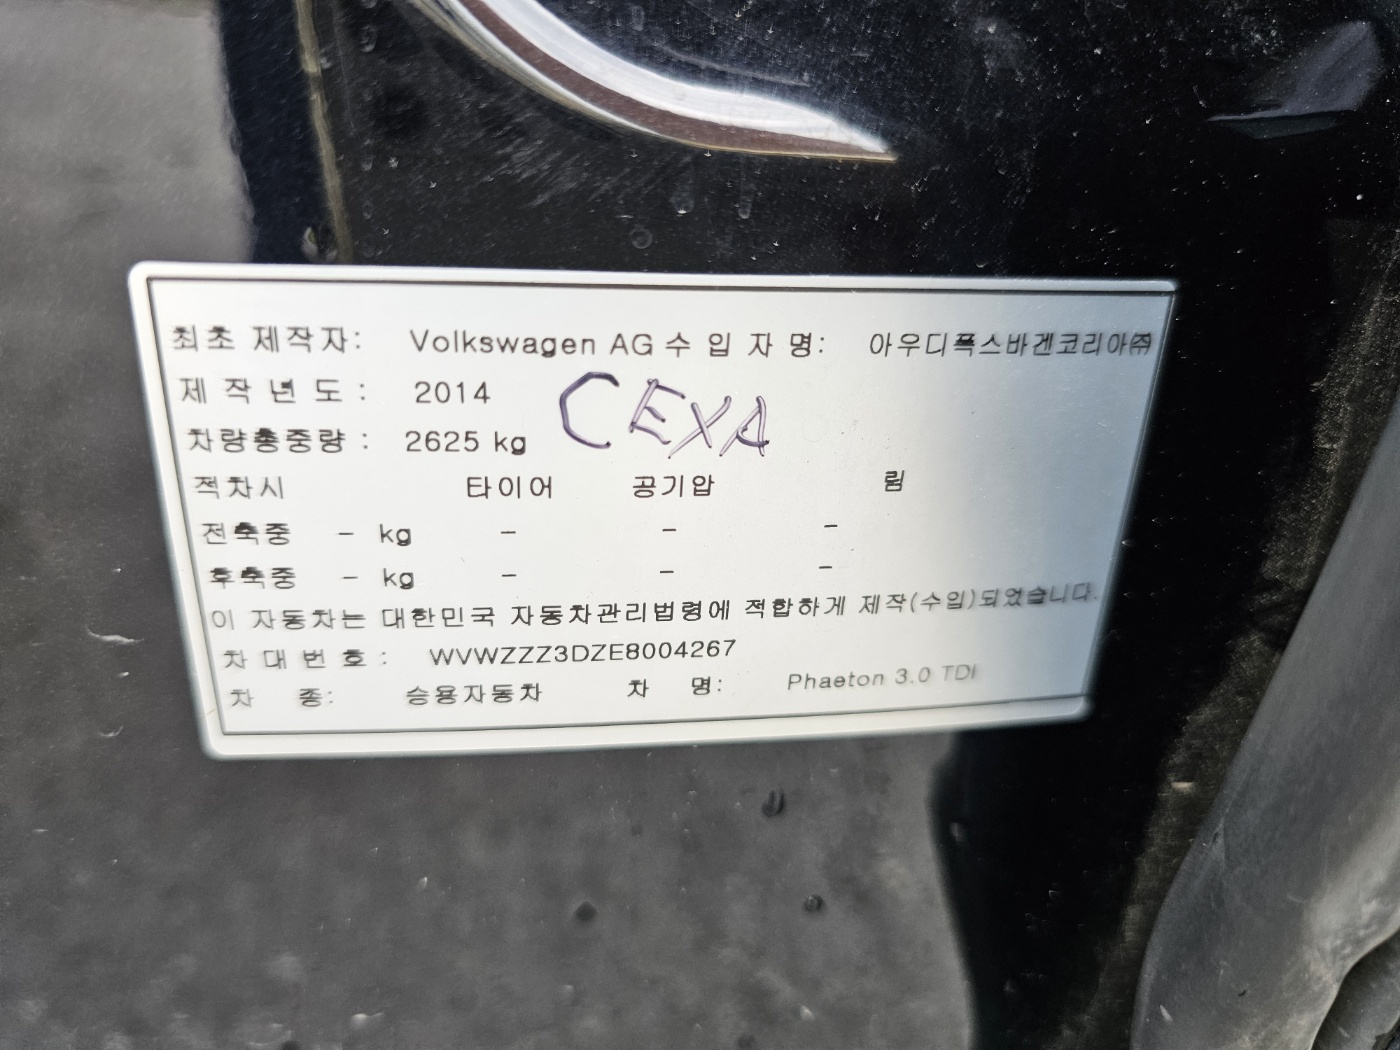 최초 제작자: Volkswagen AG 수 입 자 명: 아우디폭스바겐코리아㈜
제 작 년 도 : 2014
CEXA
차량총중량 : 2625 kg
적차시 타이어 공기압 림
전축중 - kg - - -
후축중 - kg - - -
이 자동차는 대한민국 자동차관리법령에 적합하게 제작(수입)되었습니다.
차 대 번 호 : WVWZZZ3DZE8004267
차 종: 승용자동차 차 명: Phaeton 3.0 TDI